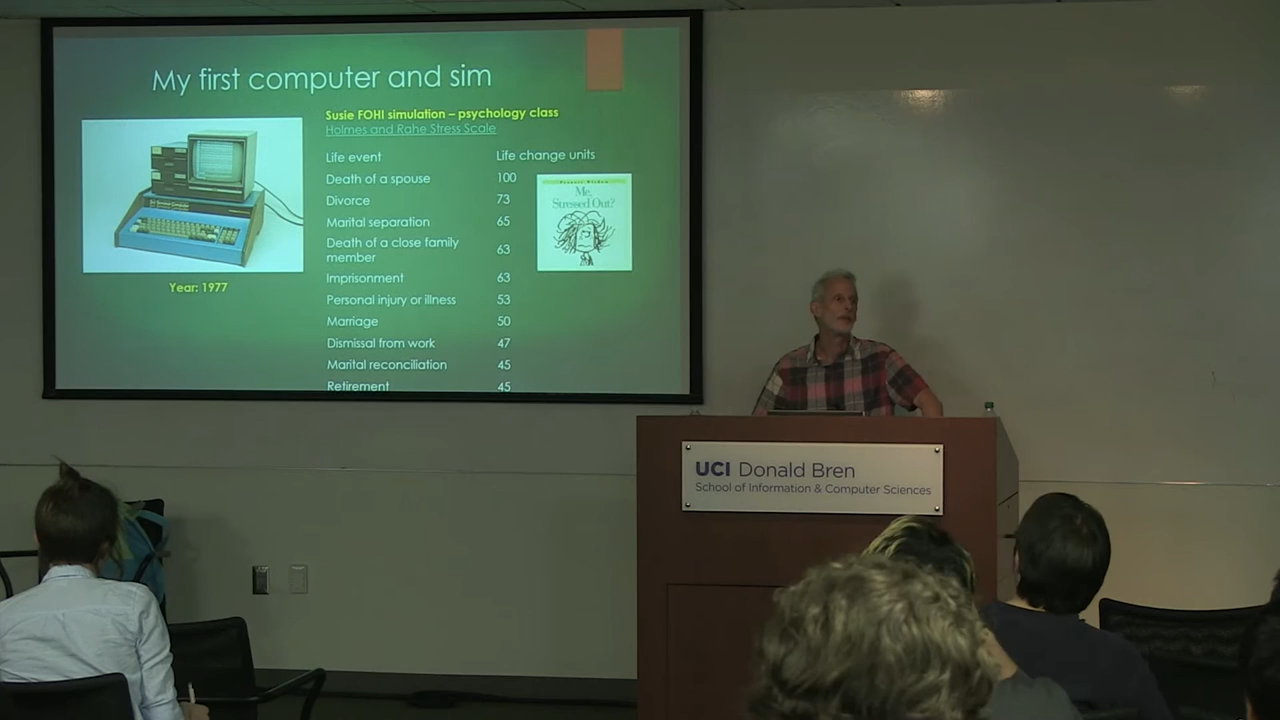 My first computer and sim
Susie FOHI simulation – psychology class
Holmes and Rahe Stress Scale
Life event Life change units
Death of a spouse 100
Divorce 73
Marital separation 65
Death of a close family
member 63
Imprisonment 63
Personal injury or illness 53
Marriage 50
Dismissal from work 47
Marital reconciliation 45
Retirement 45
Me,
Stressed Out?
Year: 1977
UCI Donald Bren
School of Information & Computer Sciences